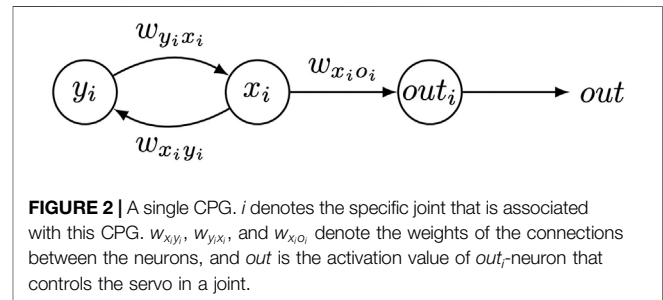 w_{y_i x_i}
w_{x_i o_i}
y_i
x_i
out_i
out
w_{x_i y_i}
FIGURE 2 | A single CPG. i denotes the specific joint that is associated
with this CPG. w_{x_i y_i}, w_{y_i x_i}, and w_{x_i o_i} denote the weights of the connections
between the neurons, and out is the activation value of out_i-neuron that
controls the servo in a joint.